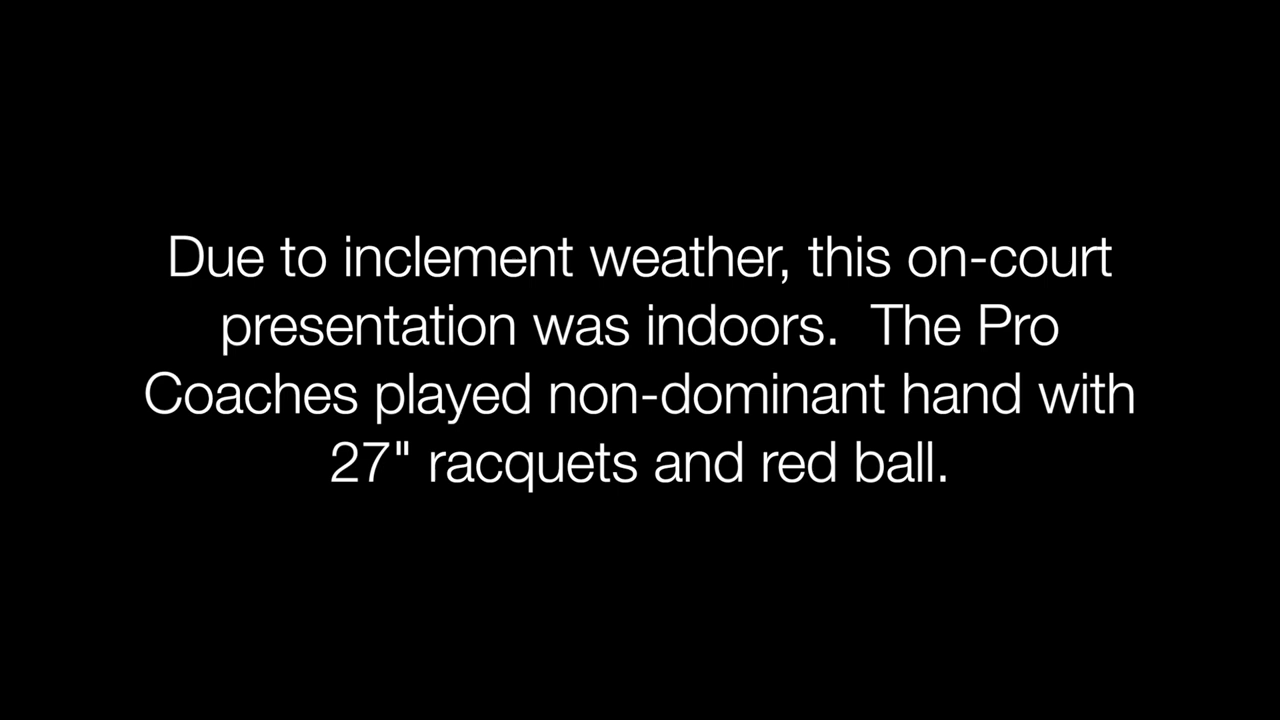 Due to inclement weather, this on-court
presentation was indoors.  The Pro
Coaches played non-dominant hand with
27" racquets and red ball.